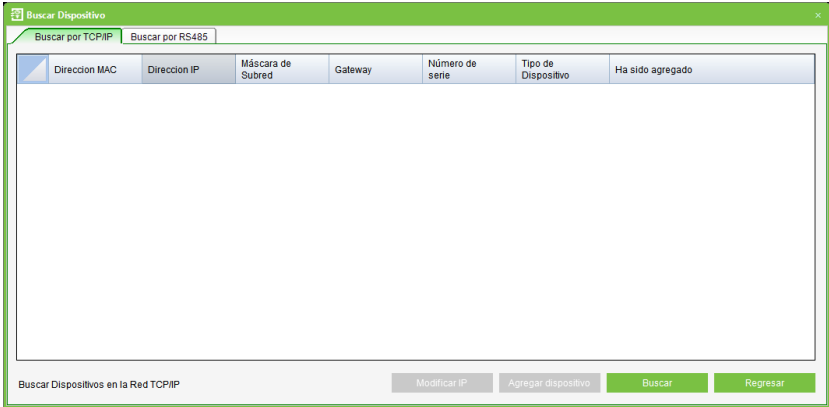 Buscar Dispositivo
Buscar por TCP/IP Buscar por RS485
Direccion MAC Direccion IP Máscara de Subred Gateway Número de serie Tipo de Dispositivo Ha sido agregado
Buscar Dispositivos en la Red TCP/IP Modificar IP Agregar dispositivo Buscar Regresar